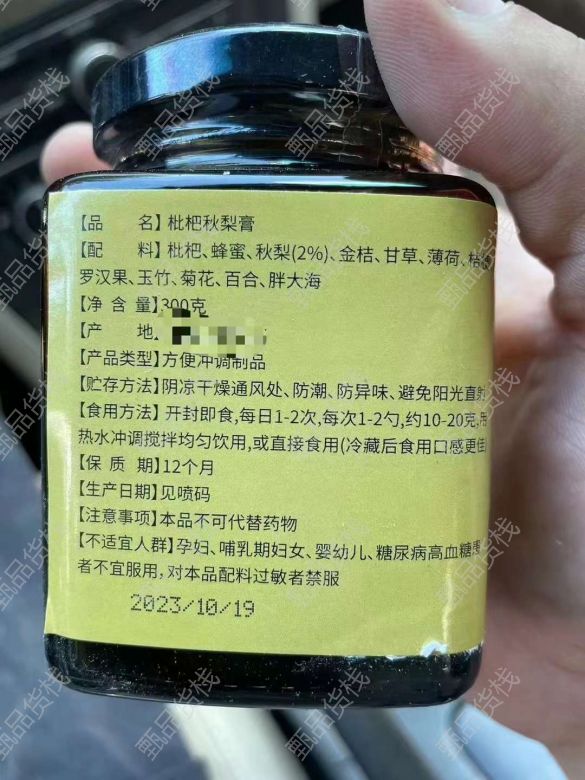 【品 名】枇杷秋梨膏
【配 料】枇杷、蜂蜜、秋梨(2%)、金桔、甘草、薄荷、桔
罗汉果、玉竹、菊花、百合、胖大海
【净 含 量】300克
【产 地】
【产品类型】方便冲调制品
【贮存方法】阴凉干燥通风处、防潮、防异味、避免阳光直射
【食用方法】开封即食,每日1-2次,每次1-2勺,约10-20克,用
热水冲调搅拌均匀饮用,或直接食用(冷藏后食用口感更佳
【保 质 期】12个月
【生产日期】见喷码
【注意事项】本品不可代替药物
【不适宜人群】孕妇、哺乳期妇女、婴幼儿、糖尿病高血糖患
者不宜服用,对本品配料过敏者禁服
2023/10/19
甄品货栈